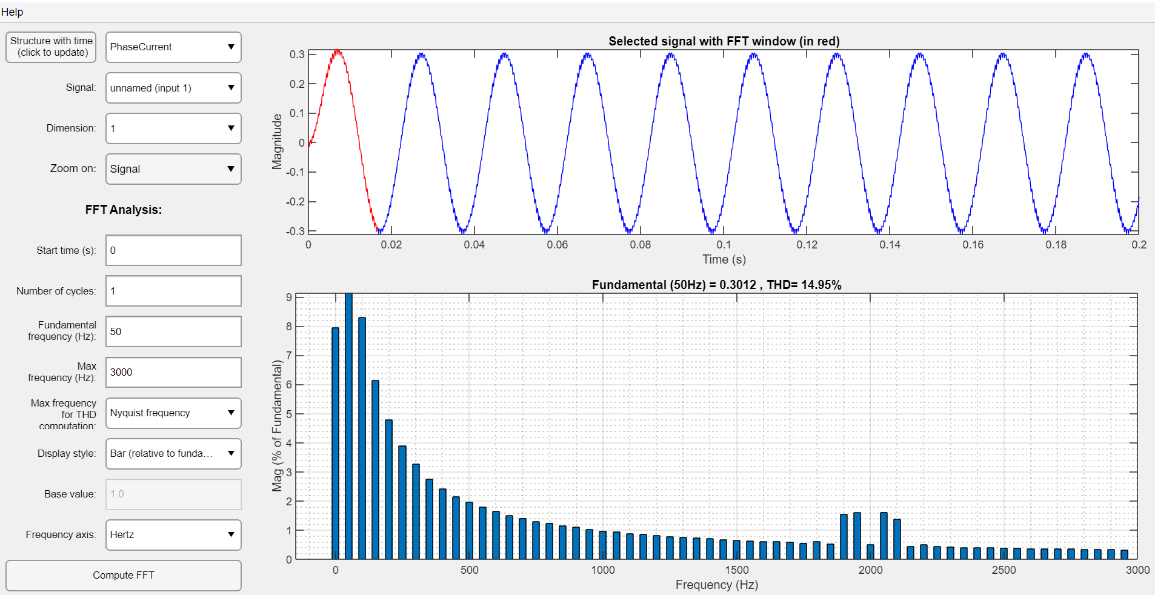 Help
Structure with time
(click to update)
PhaseCurrent
Signal:
unnamed (input 1)
Dimension:
1
Zoom on:
Signal
FFT Analysis:
Start time (s):
0
Number of cycles:
1
Fundamental
frequency (Hz):
50
Max
frequency (Hz):
3000
Max frequency
for THD
computation:
Nyquist frequency
Display style:
Bar (relative to funda...
Base value:
1.0
Frequency axis:
Hertz
Compute FFT
Selected signal with FFT window (in red)
Magnitude
0.3
0.2
0.1
0
-0.1
-0.2
-0.3
0 0.02 0.04 0.06 0.08 0.1 0.12 0.14 0.16 0.18 0.2
Time (s)
Fundamental (50Hz) = 0.3012 , THD= 14.95%
Mag (% of Fundamental)
9
8
7
6
5
4
3
2
1
0
0 500 1000 1500 2000 2500 3000
Frequency (Hz)